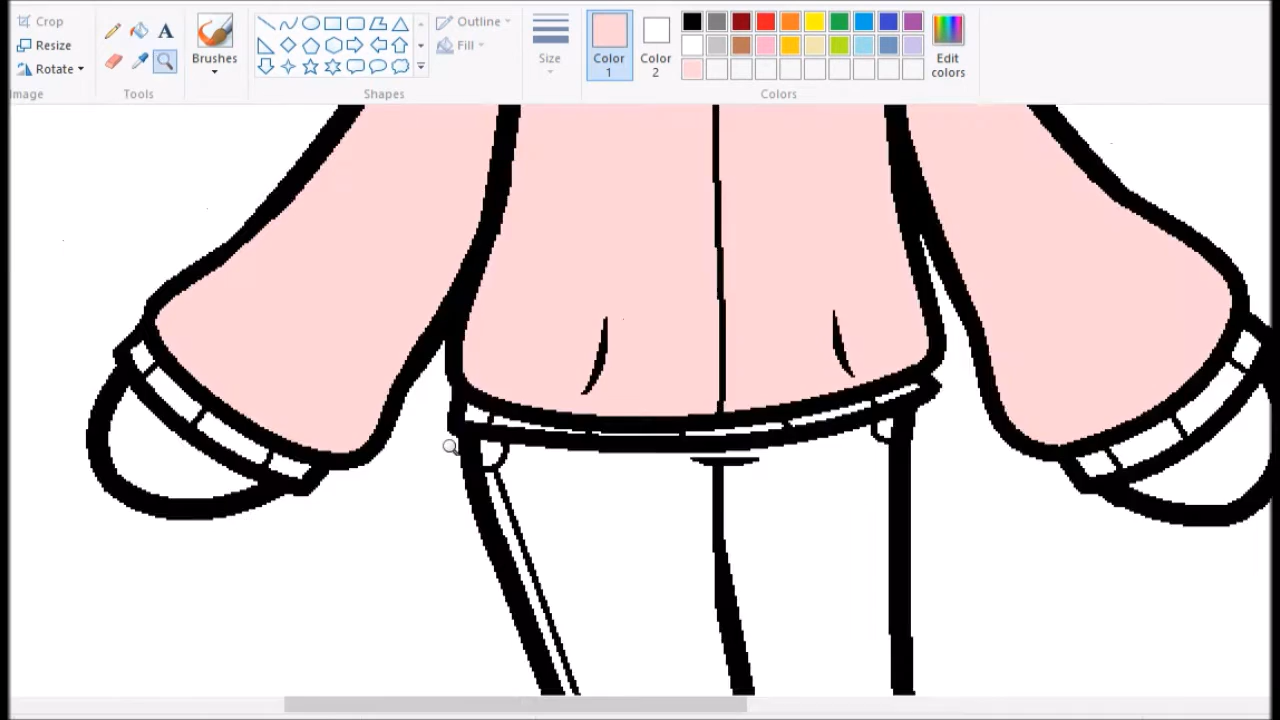 Crop
Resize
Rotate
Image
A
Tools
Brushes
Shapes
Outline
Fill
Size
Color
1
Color
2
Edit
colors
Colors